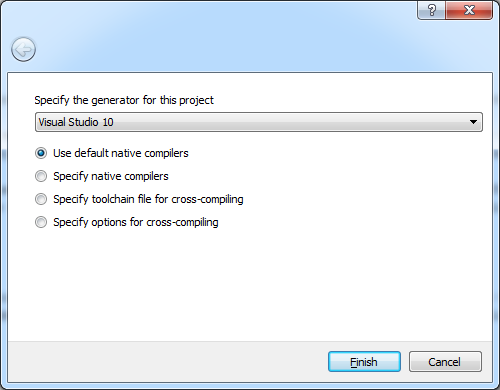 Specify the generator for this project
Visual Studio 10
Use default native compilers
Specify native compilers
Specify toolchain file for cross-compiling
Specify options for cross-compiling
Finish Cancel